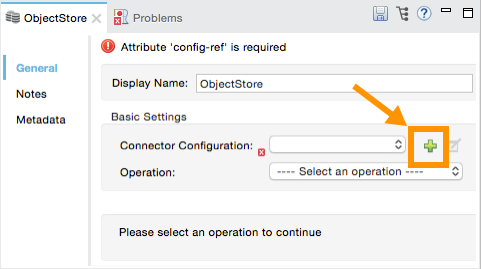 ObjectStore
Problems
General
Notes
Metadata
Attribute 'config-ref' is required
Display Name: ObjectStore
Basic Settings
Connector Configuration:
Operation: ---- Select an operation ----
Please select an operation to continue